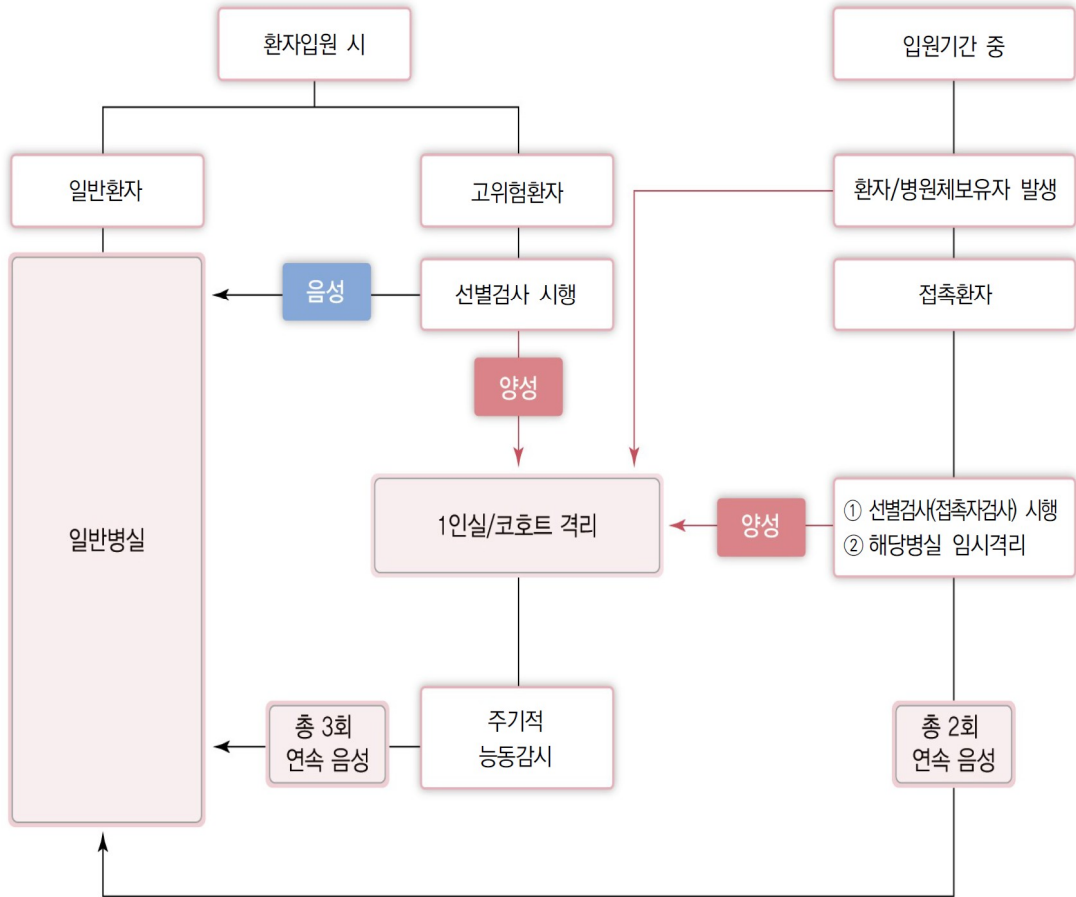 환자입원 시
입원기간 중
일반환자
고위험환자
환자/병원체보유자 발생
음성
선별검사 시행
접촉환자
양성
일반병실
1인실/코호트 격리
양성
① 선별검사(접촉자검사) 시행
② 해당병실 임시격리
총 3회
연속 음성
주기적
능동감시
총 2회
연속 음성